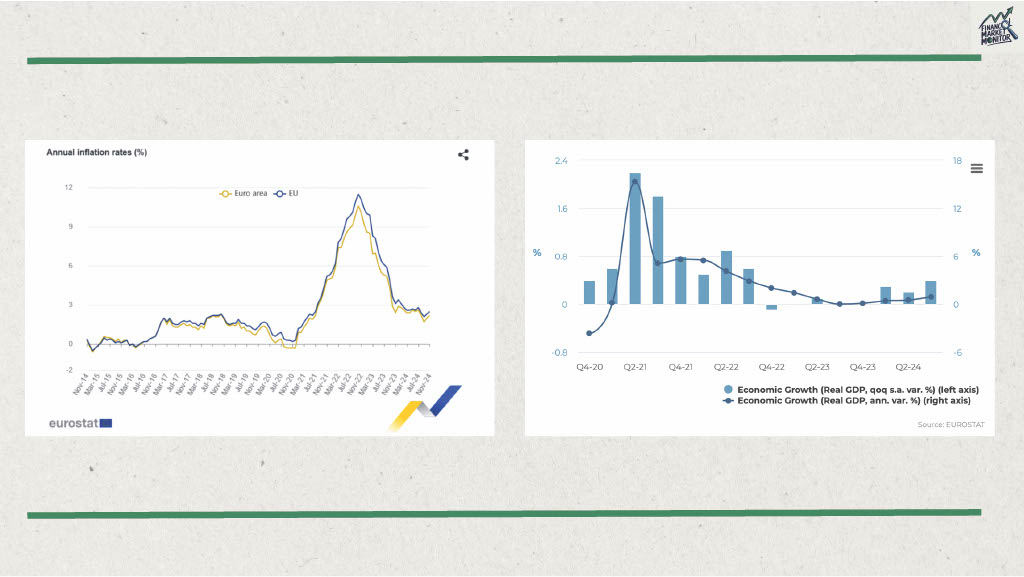 FINANCE
MARKET
MONITOR
Annual inflation rates (%)
Euro area
EU
12
9
6
3
0
-2
Nov-14
Mar-15
Jul-15
Nov-15
Mar-16
Jul-16
Nov-16
Mar-17
Jul-17
Nov-17
Mar-18
Jul-18
Nov-18
Mar-19
Jul-19
Nov-19
Mar-20
Jul-20
Nov-20
Mar-21
Jul-21
Nov-21
Mar-22
Jul-22
Nov-22
Mar-23
Jul-23
Nov-23
Mar-24
Jul-24
Nov-24
eurostat
2.4
1.6
0.8
0
-0.8
%
18
12
6
0
-6
%
Q4-20
Q2-21
Q4-21
Q2-22
Q4-22
Q2-23
Q4-23
Q2-24
Economic Growth (Real GDP, qoq s.a. var. %) (left axis)
Economic Growth (Real GDP, ann. var. %) (right axis)
Source: EUROSTAT